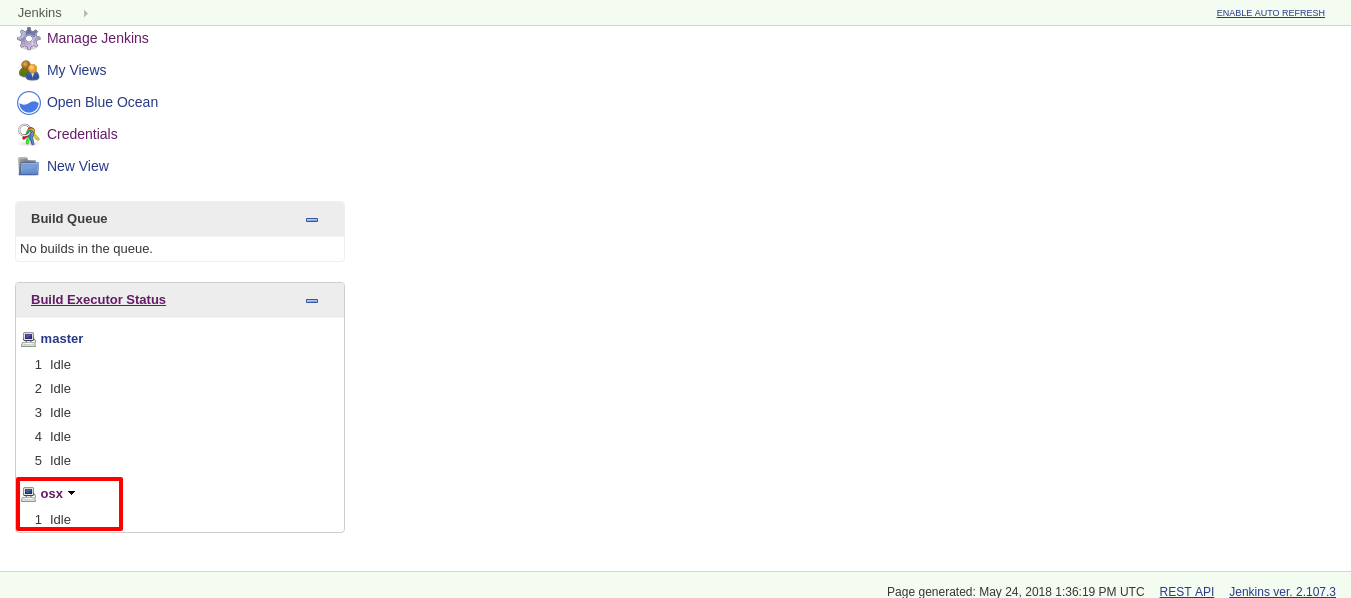 Jenkins
ENABLE AUTO REFRESH
Manage Jenkins
My Views
Open Blue Ocean
Credentials
New View
Build Queue
No builds in the queue.
Build Executor Status
master
1 Idle
2 Idle
3 Idle
4 Idle
5 Idle
osx
1 Idle
Page generated: May 24, 2018 1:36:19 PM UTC REST API Jenkins ver. 2.107.3